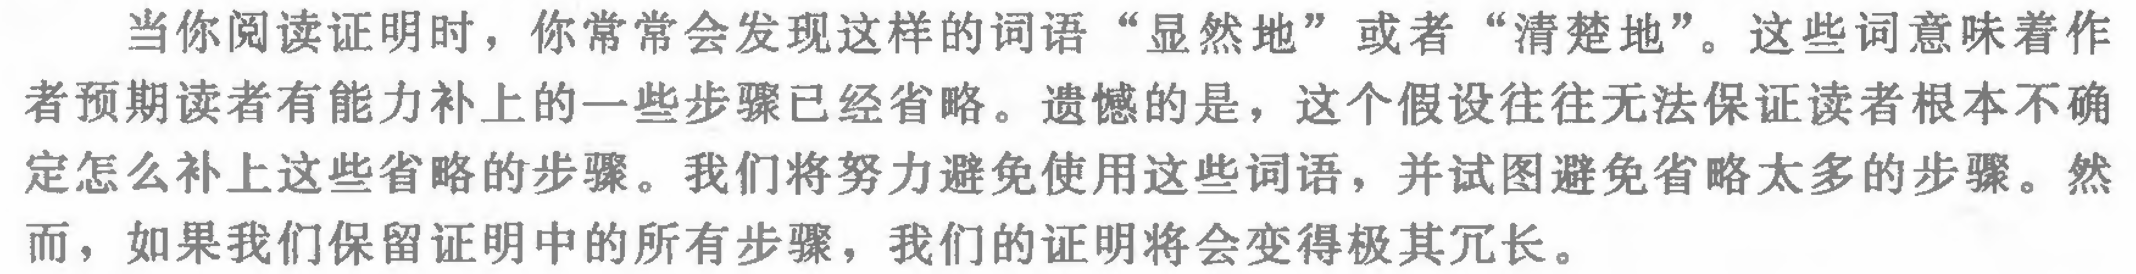 当你阅读证明时，你常常会发现这样的词语“显然地”或者“清楚地”。这些词意味着作
者预期读者有能力补上的一些步骤已经省略。遗憾的是，这个假设往往无法保证读者根本不确
定怎么补上这些省略的步骤。我们将努力避免使用这些词语，并试图避免省略太多的步骤。然
而，如果我们保留证明中的所有步骤，我们的证明将会变得极其冗长。